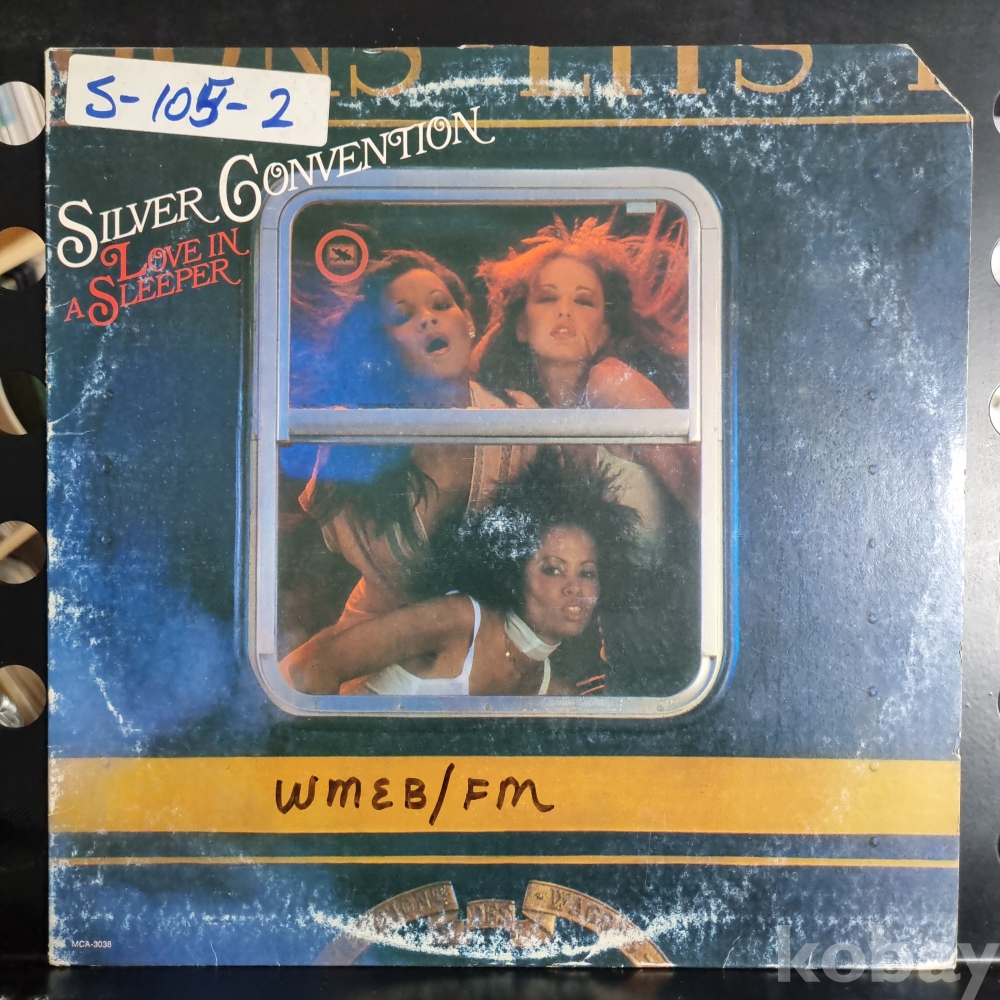 S-105-2
SILVER CONVENTION
LOVE IN
A SLEEPER
WMEB/FM
MCA-3038
kobay